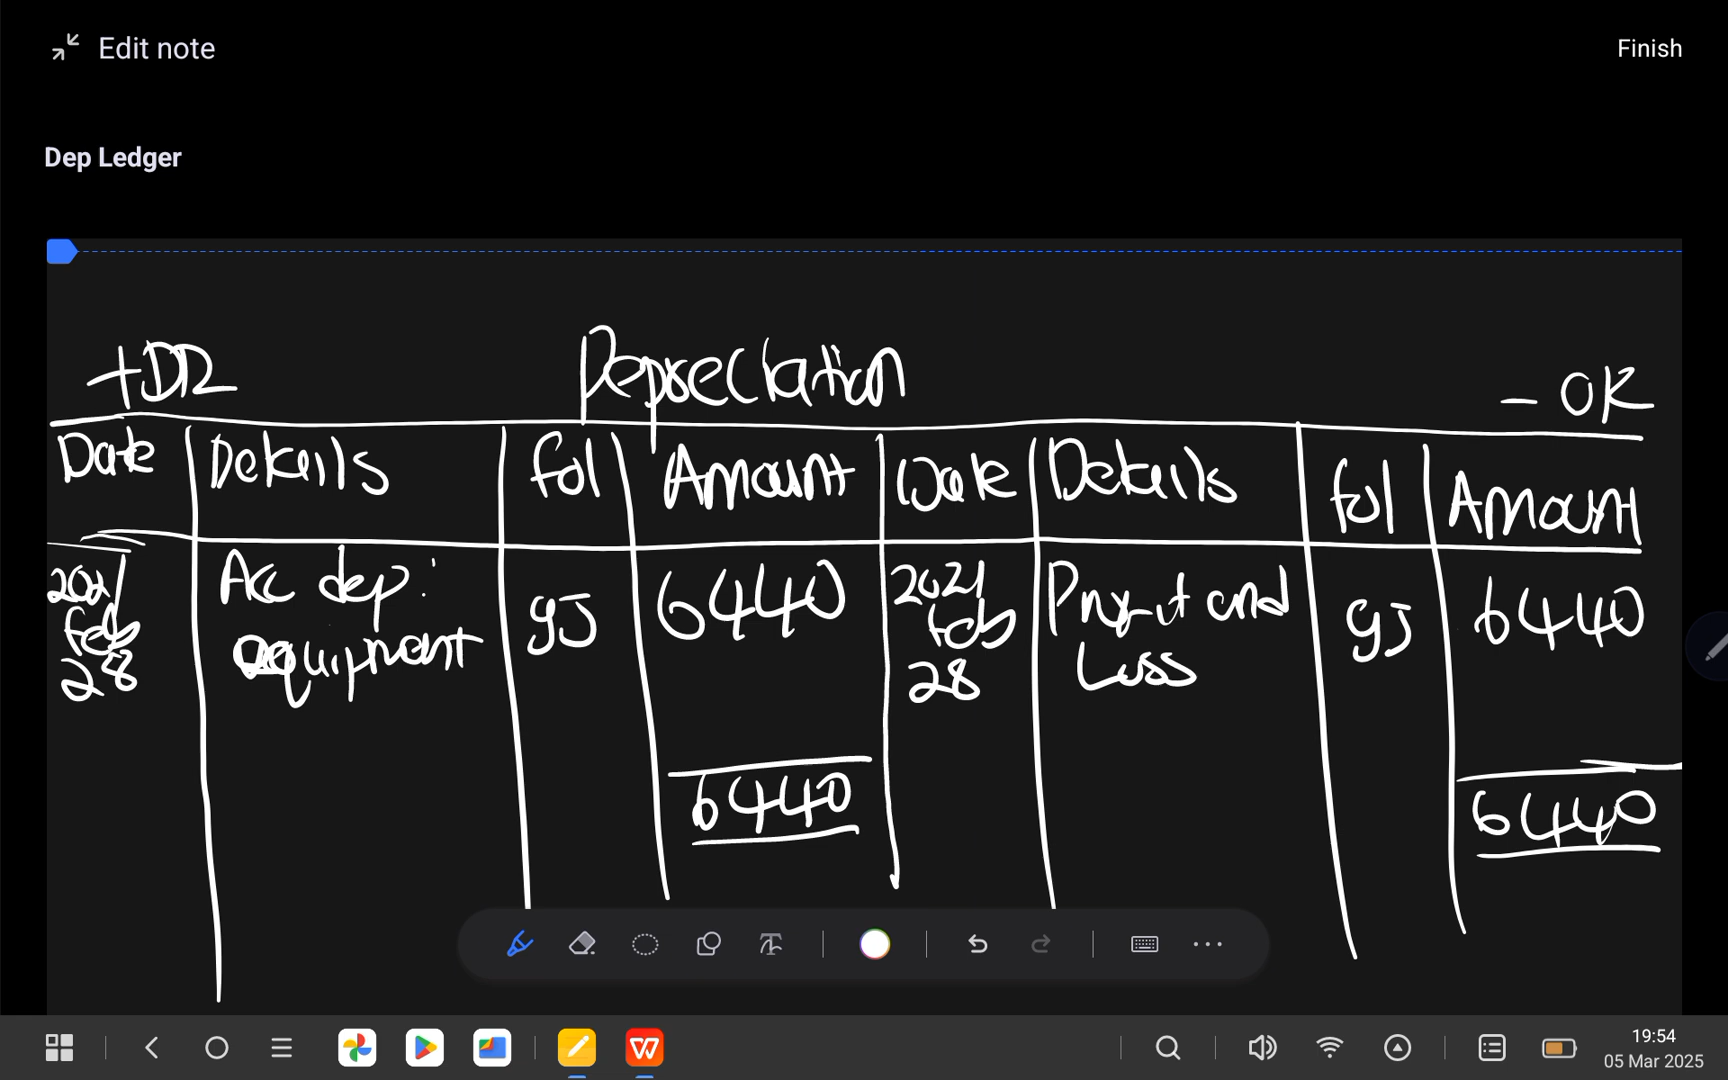 Edit note
Finish
Dep Ledger
+DR Depreciation - CR
Date Details fol Amount Date Details fol Amount
2021 Acc dep: gj 6440 2021 Profit and gj 6440
feb equipment feb Loss
28 28
6440 6440
19:54
05 Mar 2025